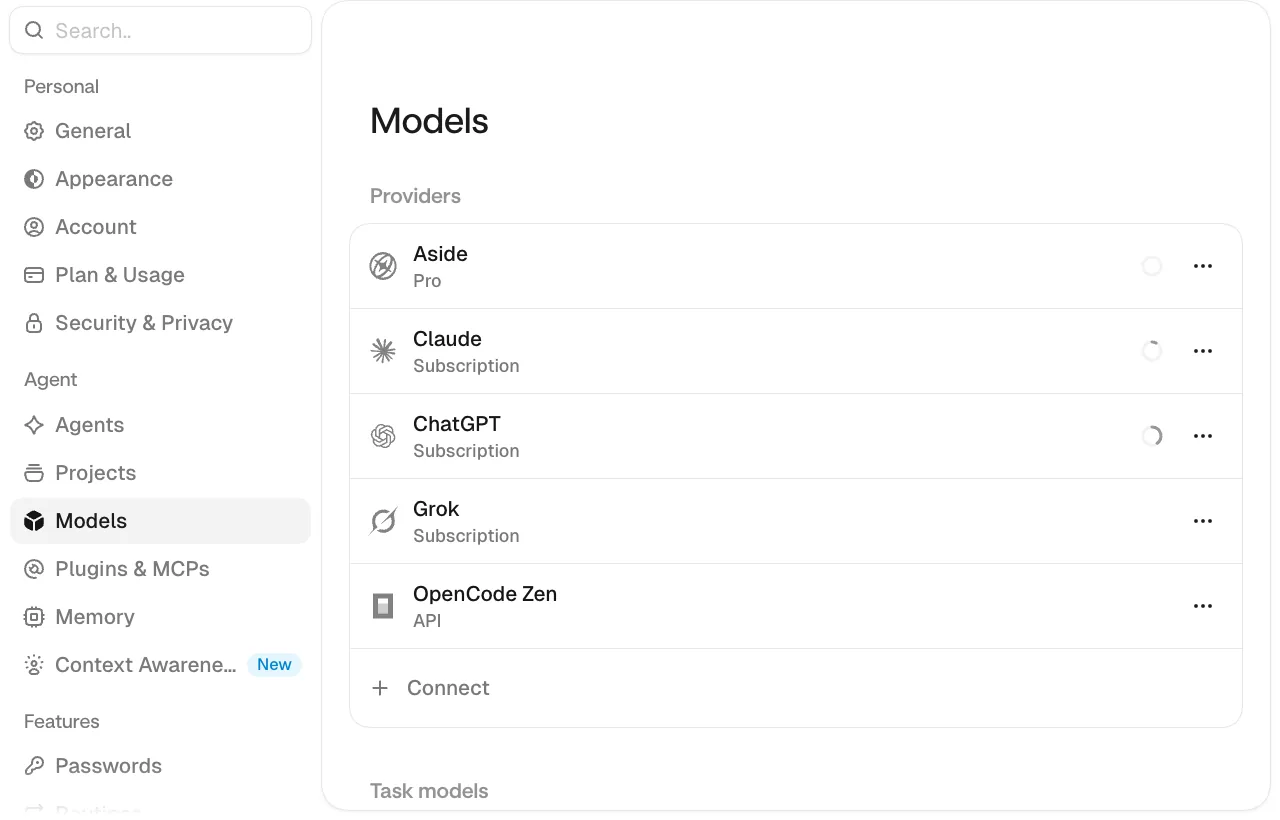 Search..
Personal
General
Appearance
Account
Plan & Usage
Security & Privacy
Agent
Agents
Projects
Models
Plugins & MCPs
Memory
Context Awarene... New
Features
Passwords
Models
Providers
Aside
Pro
Claude
Subscription
ChatGPT
Subscription
Grok
Subscription
OpenCode Zen
API
Connect
Task models